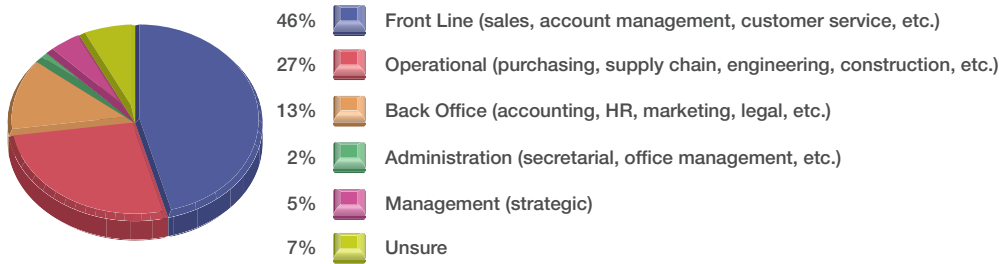 46% Front Line (sales, account management, customer service, etc.)
27% Operational (purchasing, supply chain, engineering, construction, etc.)
13% Back Office (accounting, HR, marketing, legal, etc.)
2% Administration (secretarial, office management, etc.)
5% Management (strategic)
7% Unsure